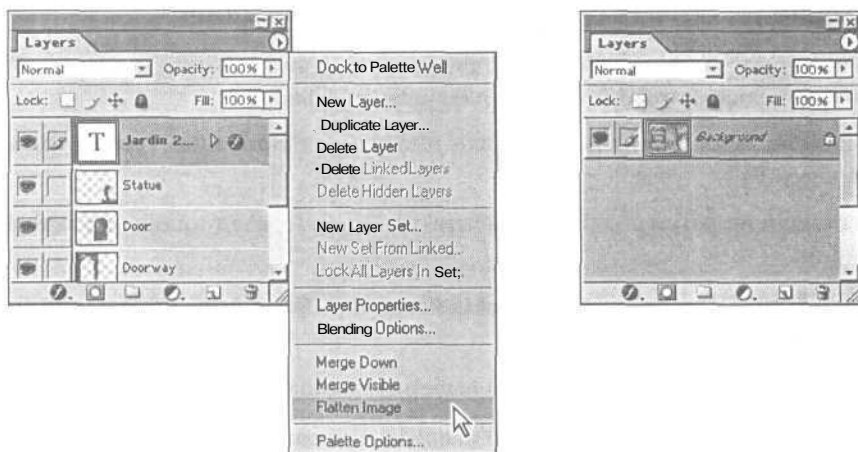 Layers
Normal Opacity: 100%
Lock: Fill: 100%
T Jardin 2...
Statue
Door
Doorway
Dock to Palette Well
New Layer...
Duplicate Layer...
Delete Layer
•Delete Linked Layers
Delete Hidden Layers
New Layer Set...
New Set From Linked..
Lock All Layers In Set;
Layer Properties...
Blending Options...
Merge Down
Merge Visible
Flatten Image
Palette Options...
Layers
Normal Opacity: 100%
Lock: Fill: 100%
Background